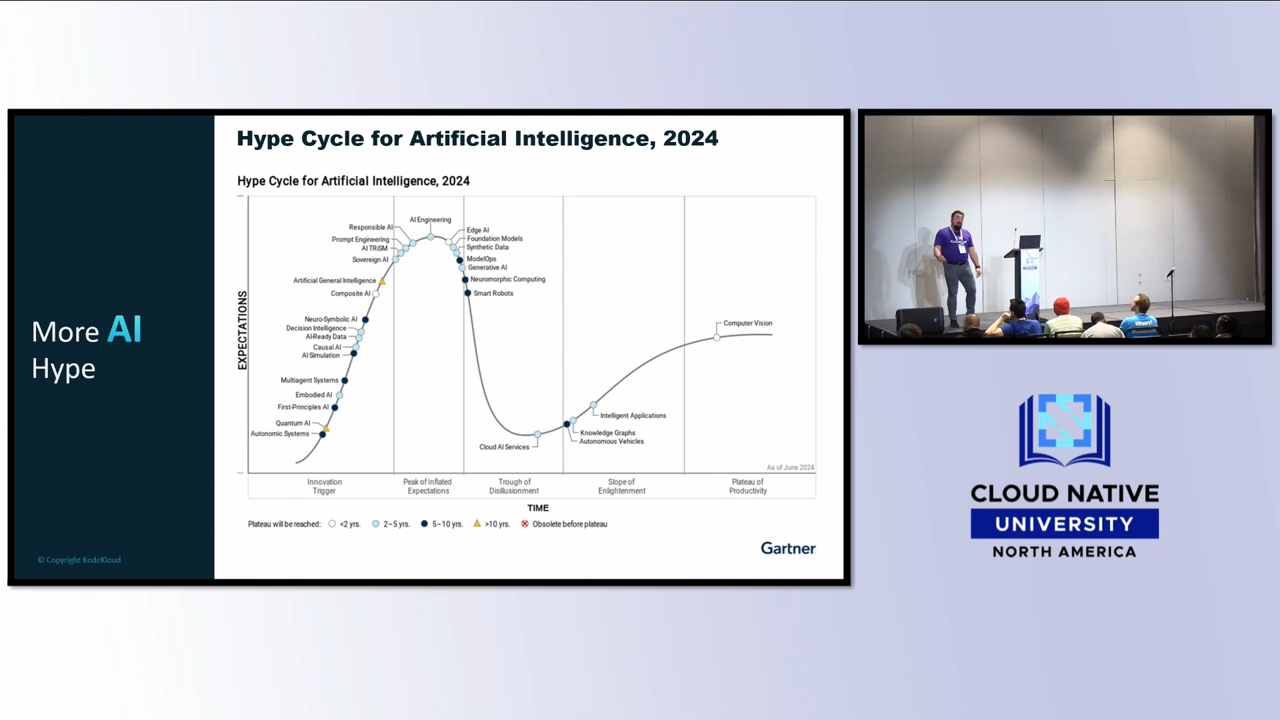 More AI
Hype
© Copyright KodeKloud
Hype Cycle for Artificial Intelligence, 2024
Hype Cycle for Artificial Intelligence, 2024
EXPECTATIONS
AI Engineering
Responsible AI
Prompt Engineering
AI TRiSM
Sovereign AI
Artificial General Intelligence
Composite AI
Neuro-Symbolic AI
Decision Intelligence
AI-Ready Data
Causal AI
AI Simulation
Multiagent Systems
Embodied AI
First-Principles AI
Quantum AI
Autonomic Systems
Edge AI
Foundation Models
Synthetic Data
ModelOps
Generative AI
Neuromorphic Computing
Smart Robots
Cloud AI Services
Autonomous Vehicles
Knowledge Graphs
Intelligent Applications
Computer Vision
As of June 2024
Innovation
Trigger
Peak of Inflated
Expectations
Trough of
Disillusionment
Slope of
Enlightenment
Plateau of
Productivity
TIME
Plateau will be reached: <2 yrs. 2–5 yrs. 5–10 yrs. >10 yrs. Obsolete before plateau
Gartner
CLOUD NATIVE
UNIVERSITY
NORTH AMERICA